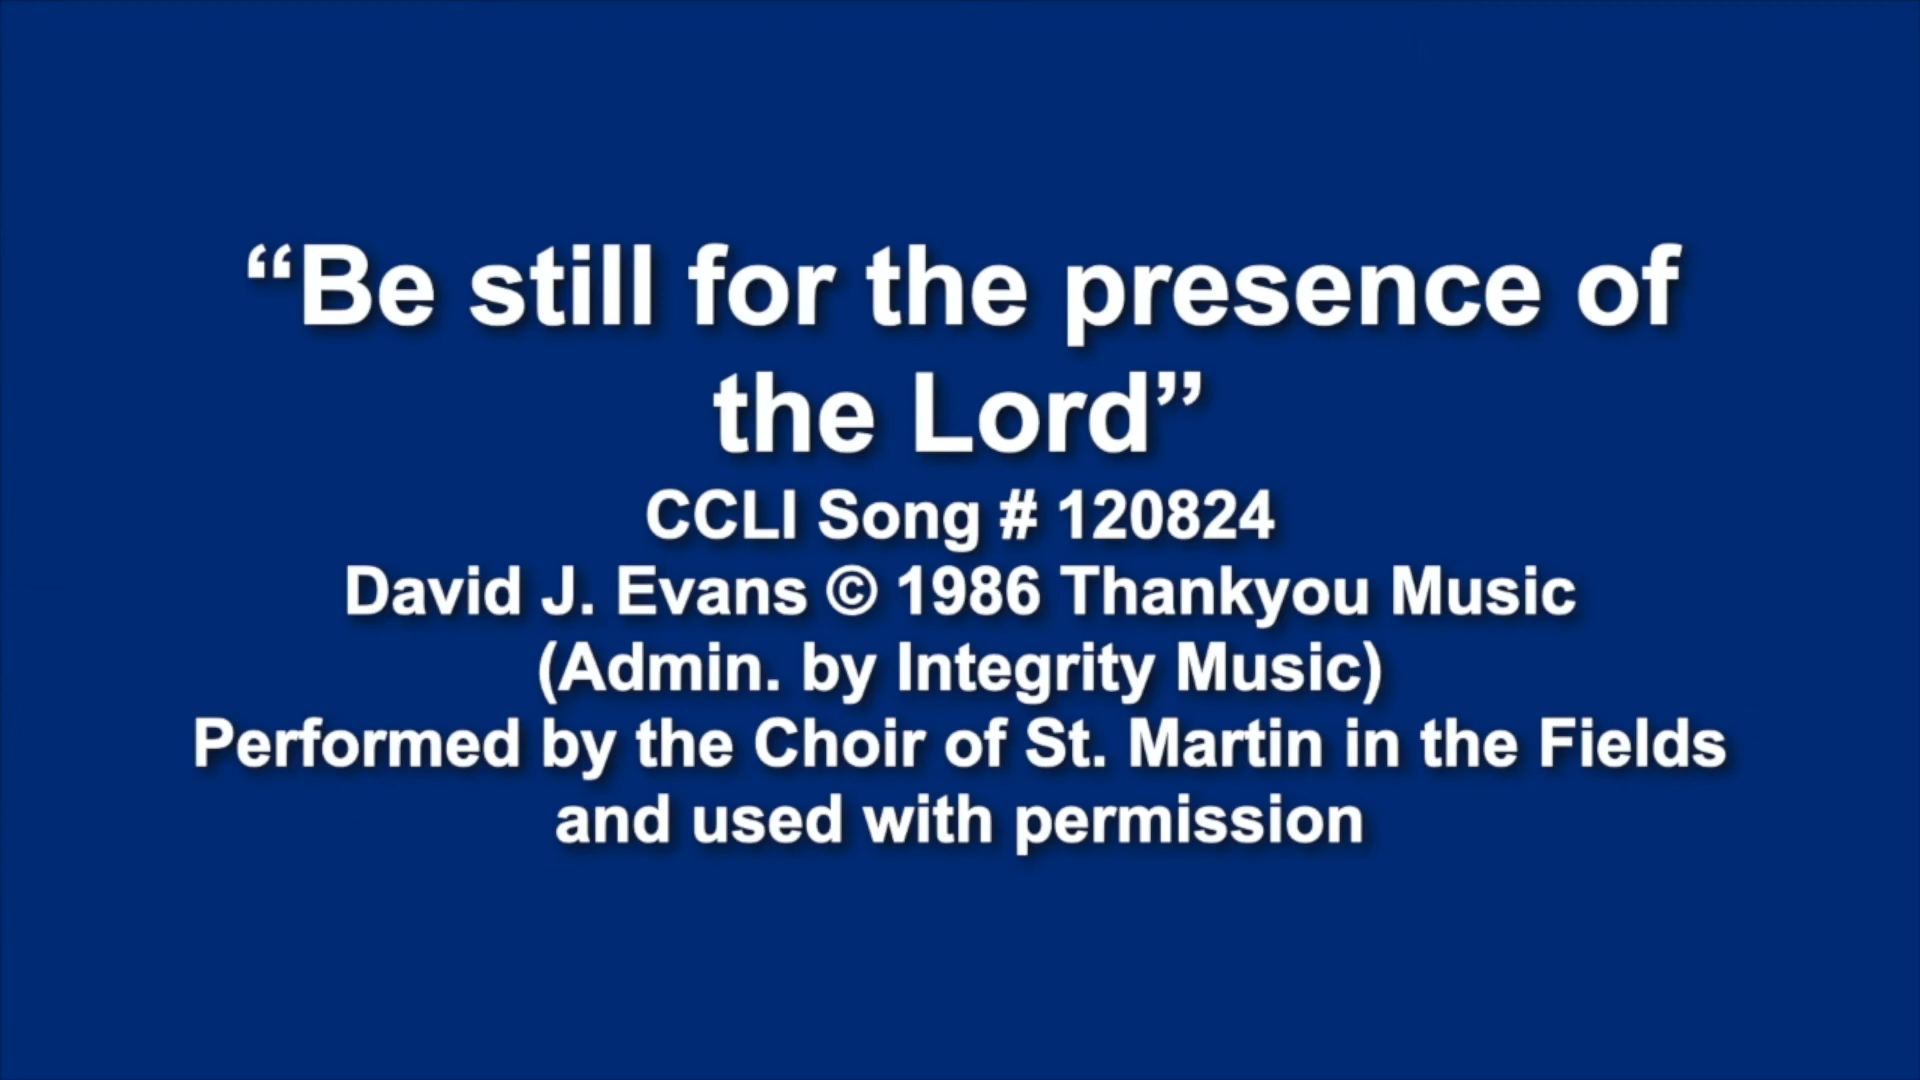 “Be still for the presence of
the Lord”
CCLI Song # 120824
David J. Evans © 1986 Thankyou Music
(Admin. by Integrity Music)
Performed by the Choir of St. Martin in the Fields
and used with permission